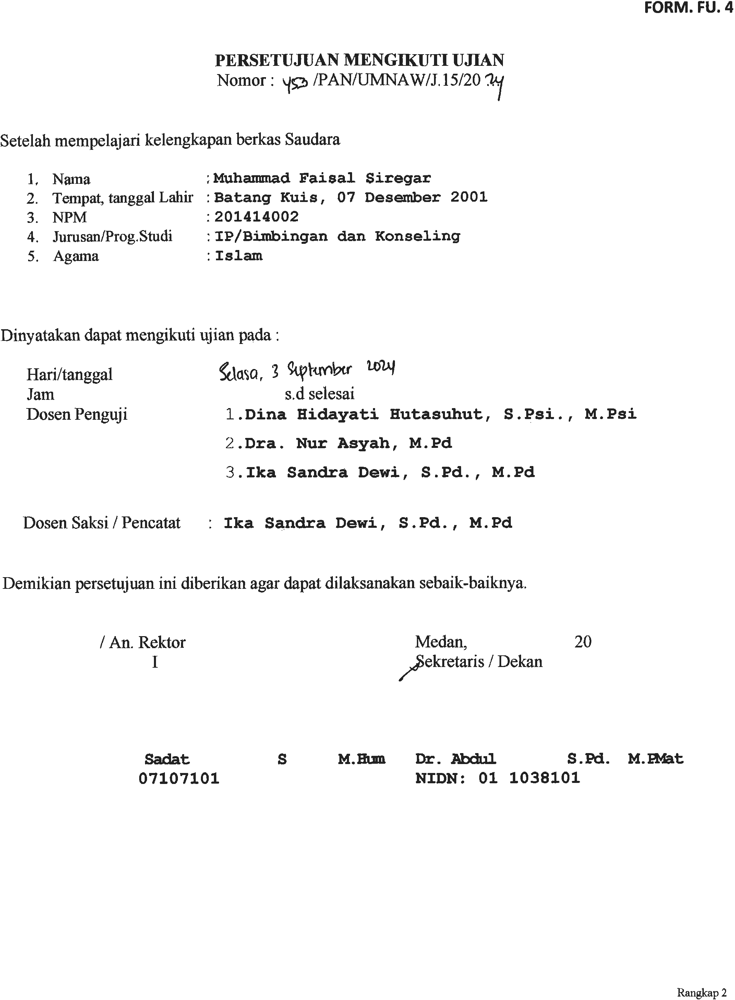 FORM. FU. 4
PERSETUJUAN MENGIKUTI UJIAN
Nomor : 453 /PAN/UMNAW/J.15/20 24
Setelah mempelajari kelengkapan berkas Saudara
1. Nama : Muhammad Faisal Siregar
2. Tempat, tanggal Lahir : Batang Kuis, 07 Desember 2001
3. NPM : 201414002
4. Jurusan/Prog.Studi : IP/Bimbingan dan Konseling
5. Agama : Islam
Dinyatakan dapat mengikuti ujian pada :
Hari/tanggal Selasa, 3 September 2024
Jam s.d selesai
Dosen Penguji 1.Dina Hidayati Hutasuhut, S.Psi., M.Psi
2.Dra. Nur Asyah, M.Pd
3.Ika Sandra Dewi, S.Pd., M.Pd
Dosen Saksi / Pencatat : Ika Sandra Dewi, S.Pd., M.Pd
Demikian persetujuan ini diberikan agar dapat dilaksanakan sebaik-baiknya.
/ An. Rektor Medan, 20
I Sekretaris / Dekan
Sadat S M.Hum Dr. Abdul S.Pd. M.PMat
07107101 NIDN: 01 1038101
Rangkap 2